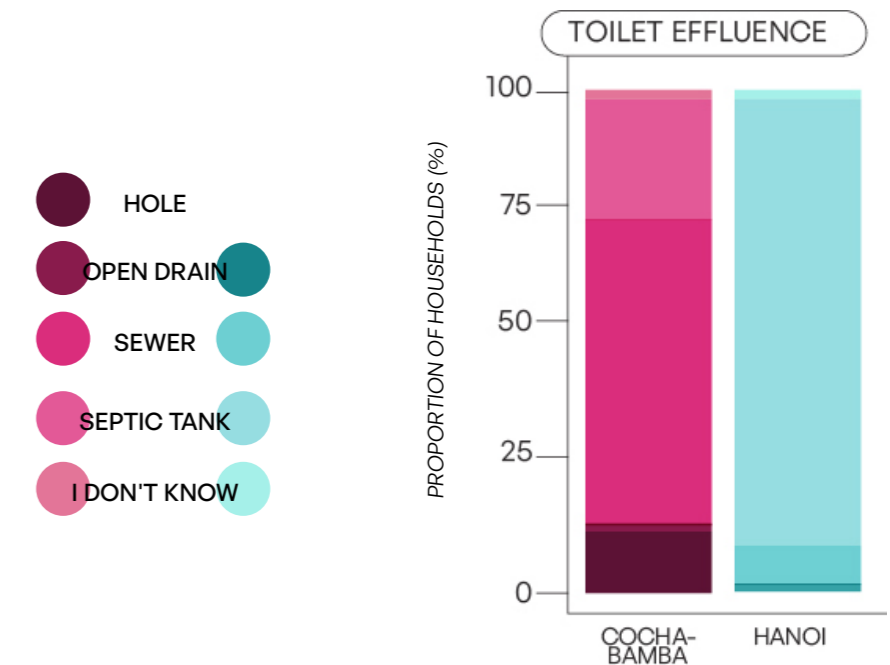 TOILET EFFLUENCE
HOLE
OPEN DRAIN
SEWER
SEPTIC TANK
I DON'T KNOW
PROPORTION OF HOUSEHOLDS (%)
100
75
50
25
0
COCHA-
BAMBA
HANOI